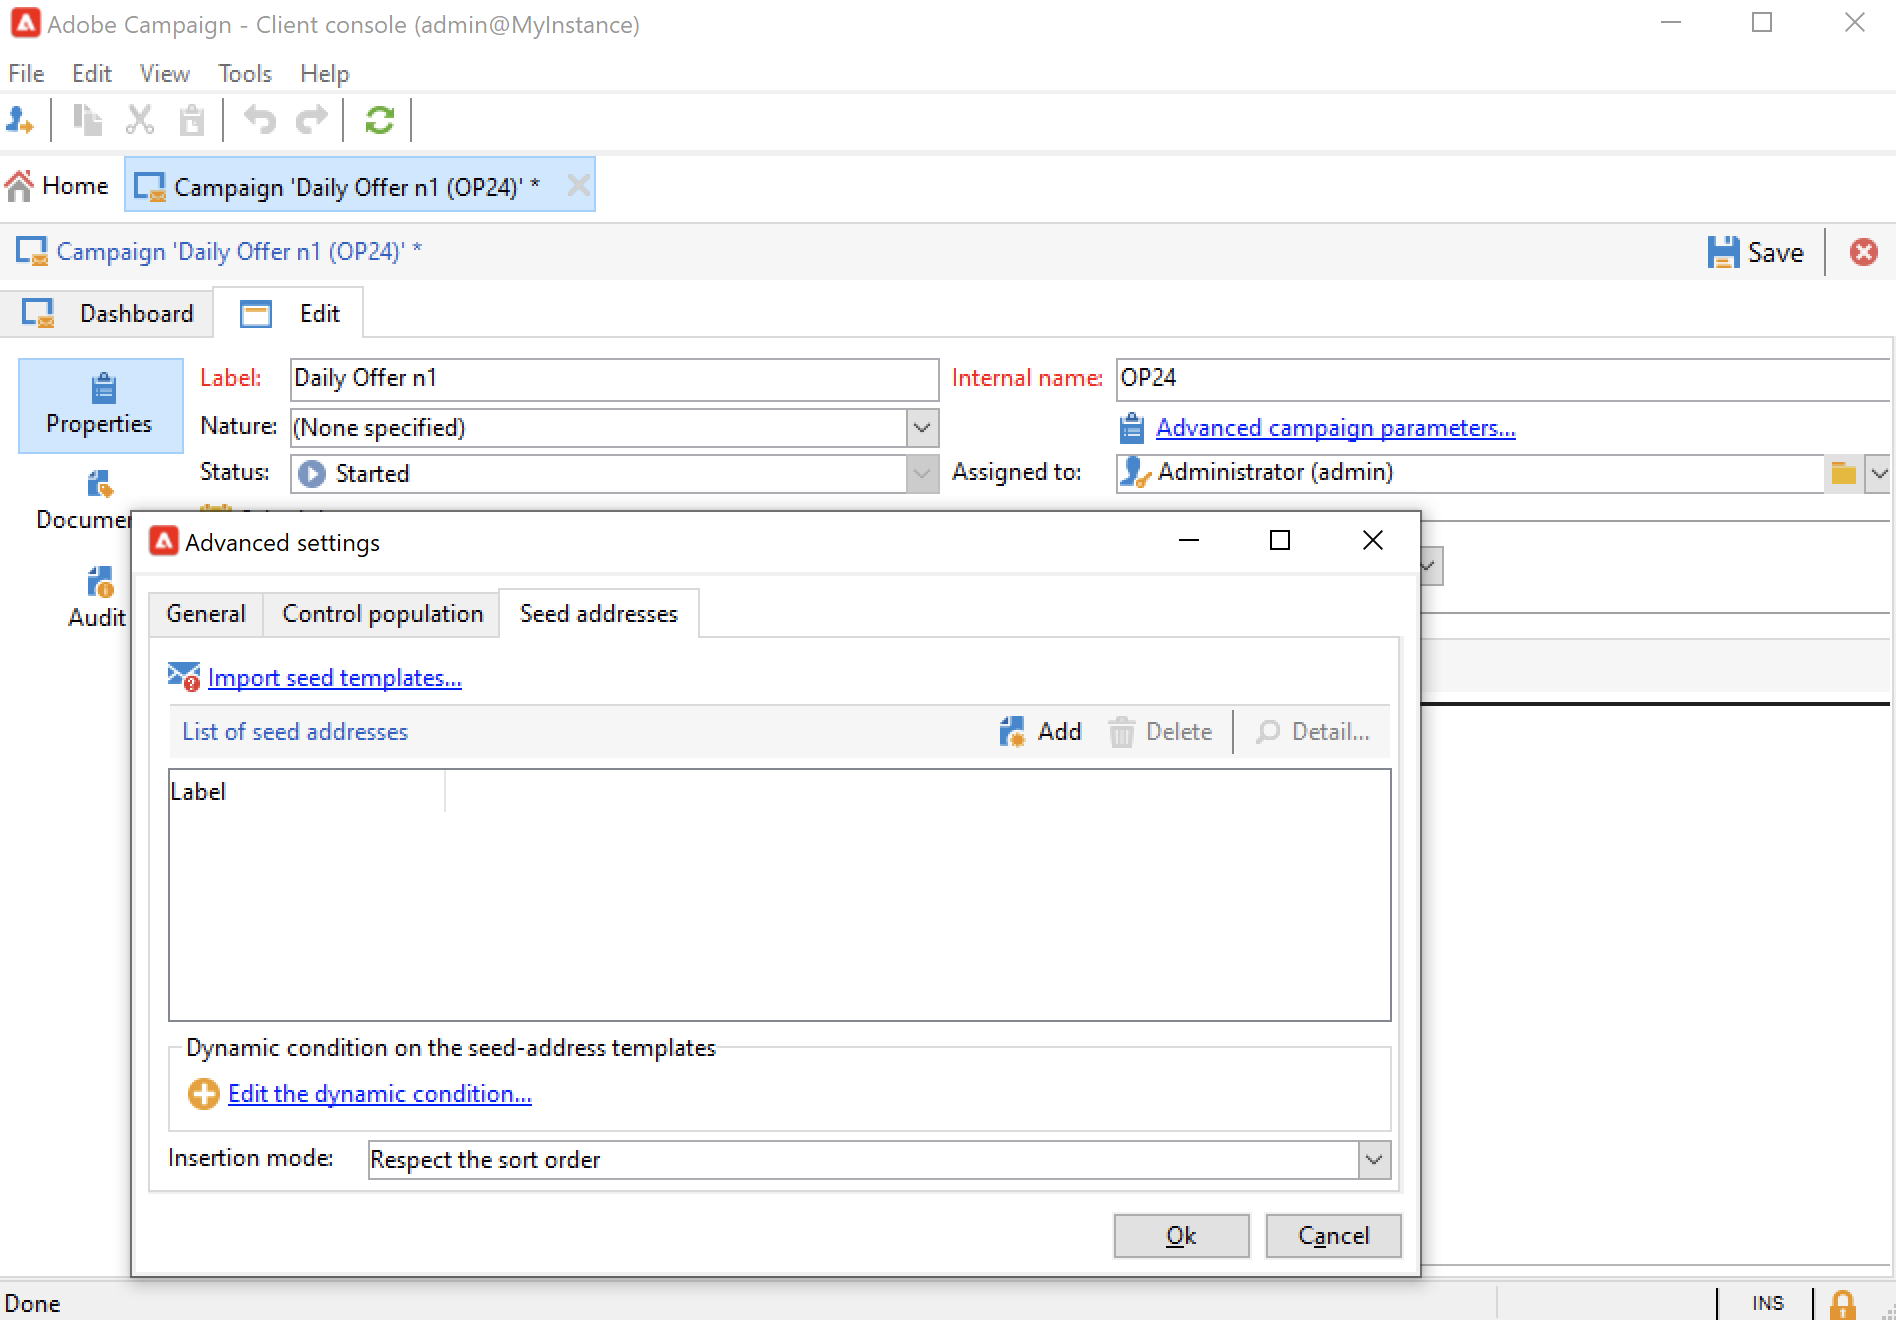 Adobe Campaign - Client console (admin@MyInstance)
File Edit View Tools Help
Home Campaign 'Daily Offer n1 (OP24)' *
Campaign 'Daily Offer n1 (OP24)' * Save
Dashboard Edit
Properties
Label: Daily Offer n1 Internal name: OP24
Nature: (None specified) Advanced campaign parameters...
Status: Started Assigned to: Administrator (admin)
Audit
Advanced settings
General Control population Seed addresses
Import seed templates...
List of seed addresses Add Delete Detail...
Label
Dynamic condition on the seed-address templates
Edit the dynamic condition...
Insertion mode: Respect the sort order
Ok Cancel
Done INS